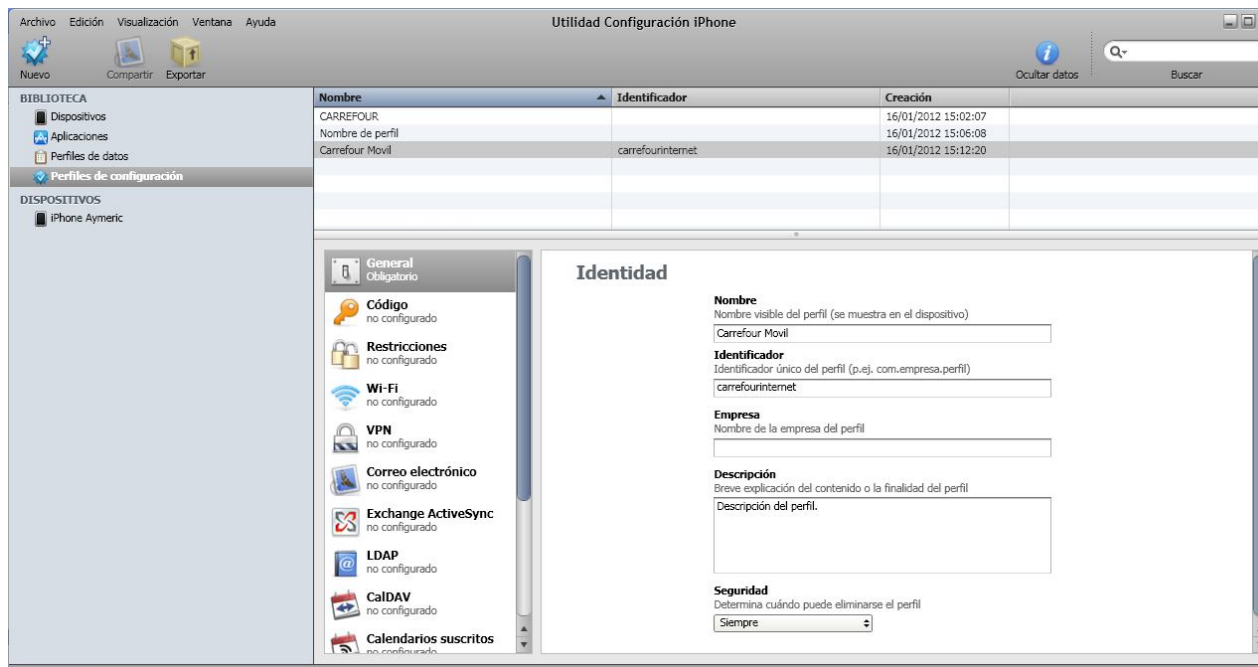 Archivo Edición Visualización Ventana Ayuda
Utilidad Configuración iPhone
Nuevo Compartir Exportar
Ocultar datos Buscar
BIBLIOTECA
Dispositivos
Aplicaciones
Perfiles de datos
Perfiles de configuración
DISPOSITIVOS
iPhone Aymeric
Nombre Identificador Creación
CARREFOUR 16/01/2012 15:02:07
Nombre de perfil 16/01/2012 15:06:08
Carrefour Movil carrefourinternet 16/01/2012 15:12:20
General
Obligatorio
Código
no configurado
Restricciones
no configurado
Wi-Fi
no configurado
VPN
no configurado
Correo electrónico
no configurado
Exchange ActiveSync
no configurado
LDAP
no configurado
CalDAV
no configurado
Calendarios suscritos
no configurado
Identidad
Nombre
Nombre visible del perfil (se muestra en el dispositivo)
Carrefour Movil
Identificador
Identificador único del perfil (p.ej. com.empresa.perfil)
carrefourinternet
Empresa
Nombre de la empresa del perfil
Descripción
Breve explicación del contenido o la finalidad del perfil
Descripción del perfil.
Seguridad
Determina cuándo puede eliminarse el perfil
Siempre